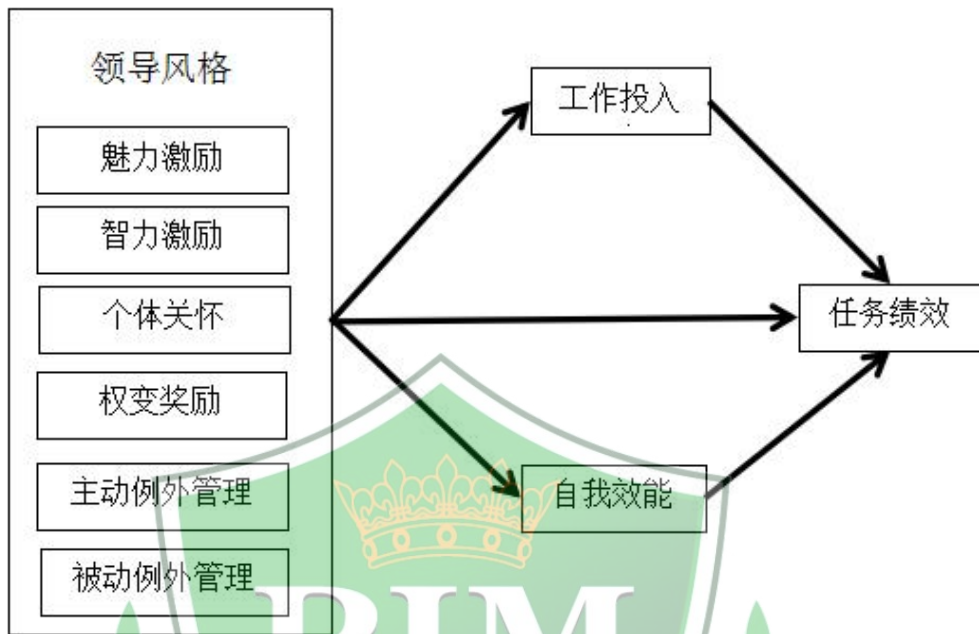 领导风格
魅力激励
智力激励
个体关怀
权变奖励
主动例外管理
被动例外管理
工作投入
自我效能
任务绩效
RIM